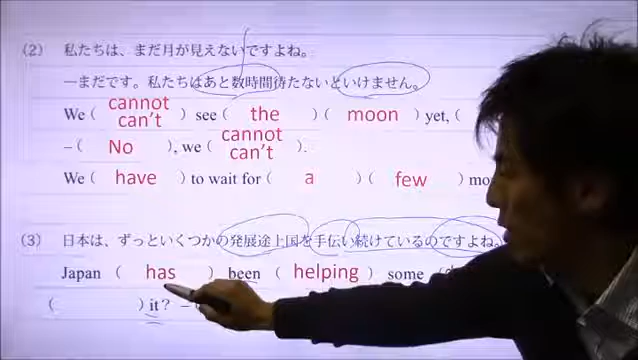 (2) 私たちは、まだ月が見えないですよね。
—まだです。私たちはあと数時間待たないといけません。
We ( cannot can't ) see ( the )( moon ) yet, (
–( No ), we ( cannot can't ).
We ( have ) to wait for ( a )( few ) mo
(3) 日本は、ずっといくつかの発展途上国を手伝い続けているのですよね。
Japan ( has ) been ( helping ) some (
( ) it? –